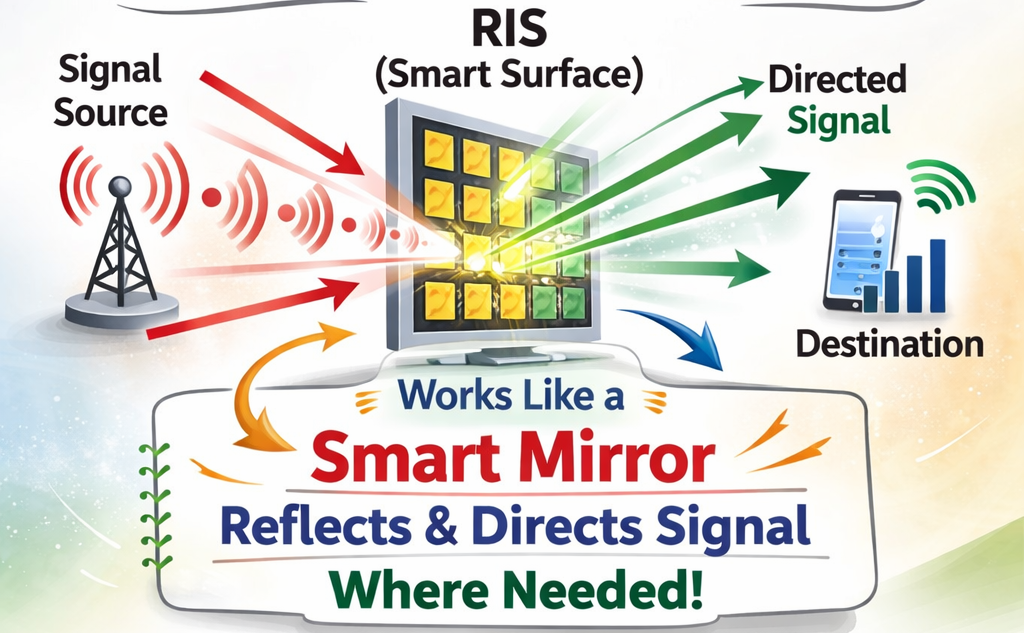 RIS
(Smart Surface)
Signal
Source
Directed
Signal
Destination
Works Like a
Smart Mirror
Reflects & Directs Signal
Where Needed!